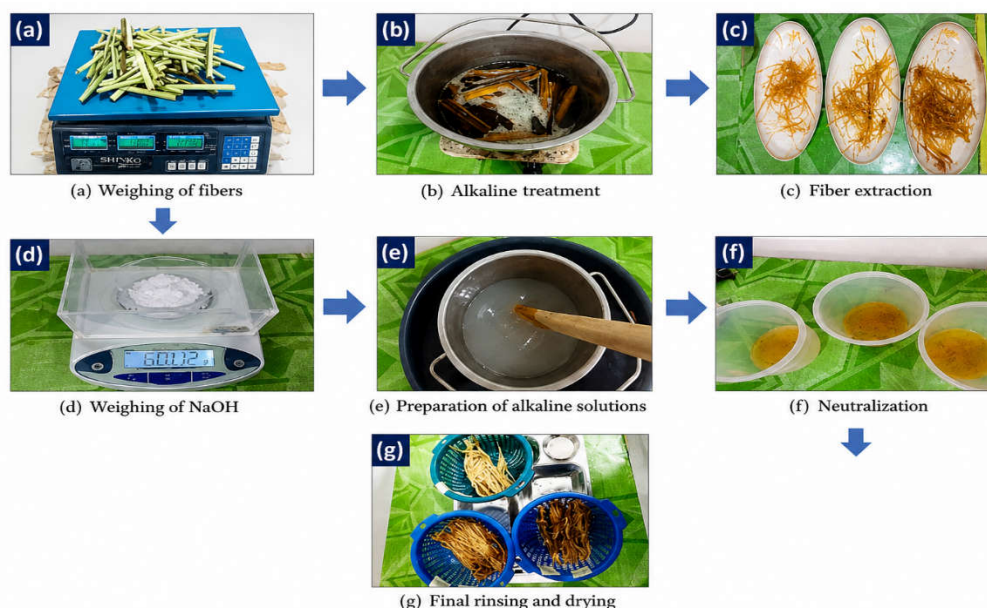 (a)
SHINKO
(a) Weighing of fibers
(b)
(b) Alkaline treatment
(c)
(c) Fiber extraction
(d)
60.02 g
(d) Weighing of NaOH
(e)
(e) Preparation of alkaline solutions
(f)
(f) Neutralization
(g)
(g) Final rinsing and drying